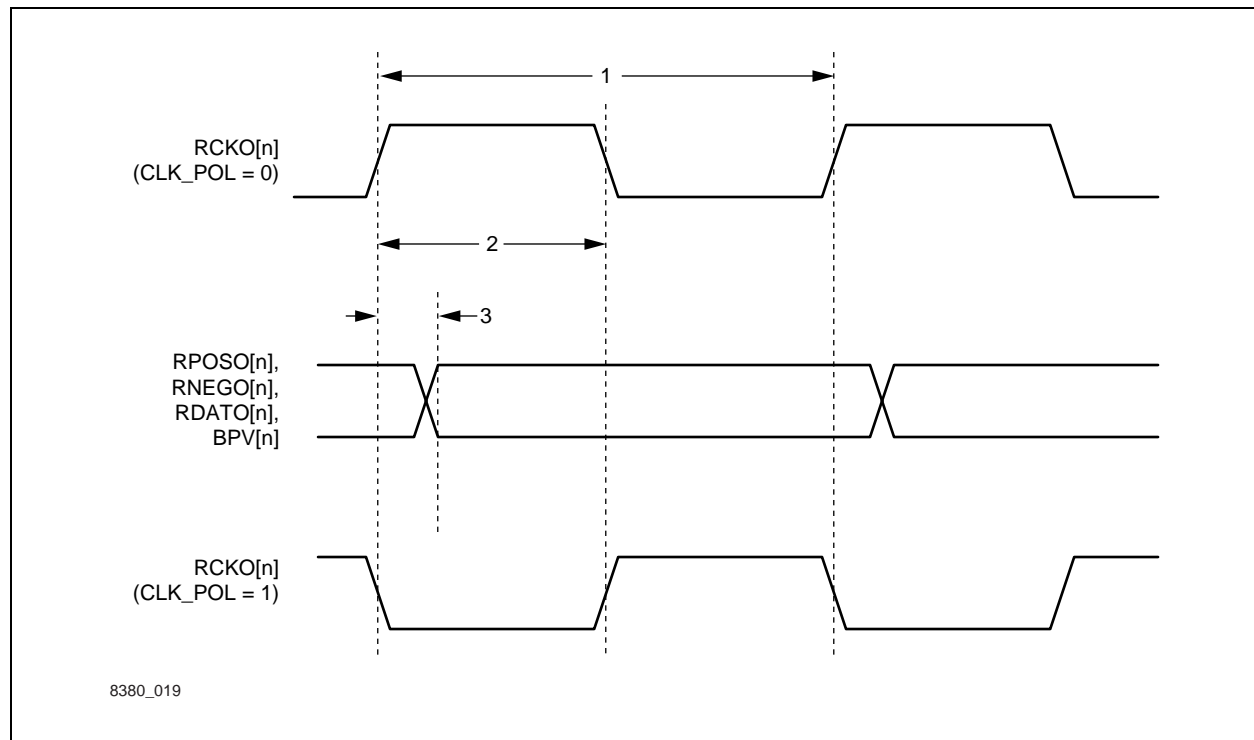 1
RCKO[n]
(CLK_POL = 0)
2
3
RPOSO[n],
RNEGO[n],
RDATO[n],
BPV[n]
RCKO[n]
(CLK_POL = 1)
8380_019